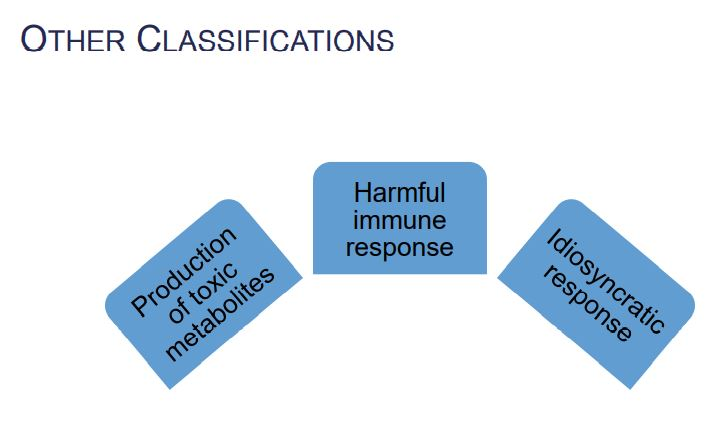 OTHER CLASSIFICATIONS
Production
of toxic
metabolites
Harmful
immune
response
Idiosyncratic
response